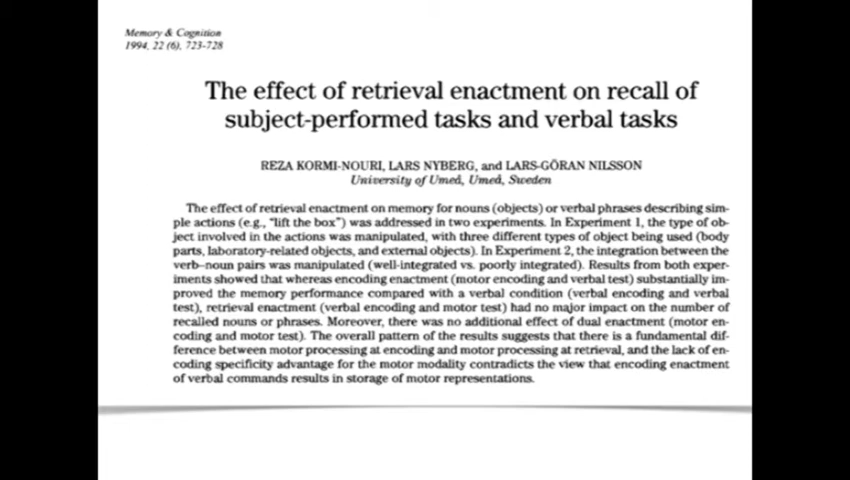 Memory & Cognition
1994, 22 (6), 723-728
The effect of retrieval enactment on recall of
subject-performed tasks and verbal tasks
REZA KORMI-NOURI, LARS NYBERG, and LARS-GÖRAN NILSSON
University of Umeå, Umeå, Sweden
The effect of retrieval enactment on memory for nouns (objects) or verbal phrases describing sim-
ple actions (e.g., "lift the box") was addressed in two experiments. In Experiment 1, the type of ob-
ject involved in the actions was manipulated, with three different types of object being used (body
parts, laboratory-related objects, and external objects). In Experiment 2, the integration between the
verb–noun pairs was manipulated (well-integrated vs. poorly integrated). Results from both exper-
iments showed that whereas encoding enactment (motor encoding and verbal test) substantially im-
proved the memory performance compared with a verbal condition (verbal encoding and verbal
test), retrieval enactment (verbal encoding and motor test) had no major impact on the number of
recalled nouns or phrases. Moreover, there was no additional effect of dual enactment (motor en-
coding and motor test). The overall pattern of the results suggests that there is a fundamental dif-
ference between motor processing at encoding and motor processing at retrieval, and the lack of en-
coding specificity advantage for the motor modality contradicts the view that encoding enactment
of verbal commands results in storage of motor representations.